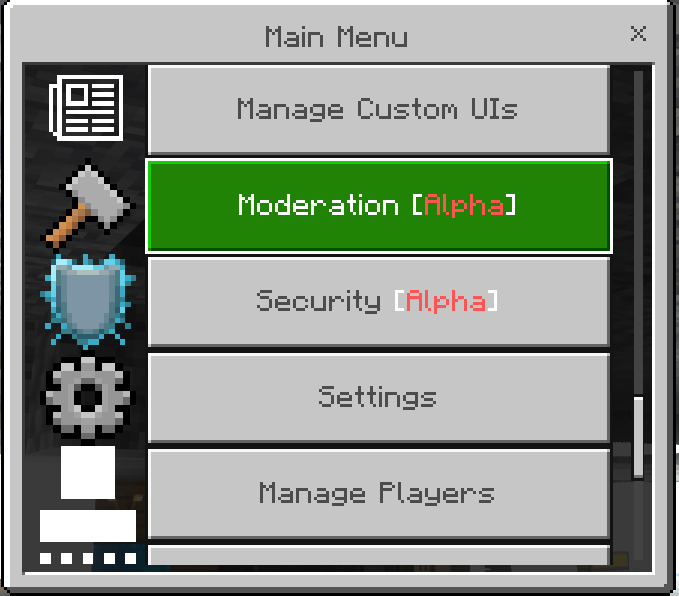 Main Menu
Manage Custom UIs
Moderation [Alpha]
Security [Alpha]
Settings
Manage Players